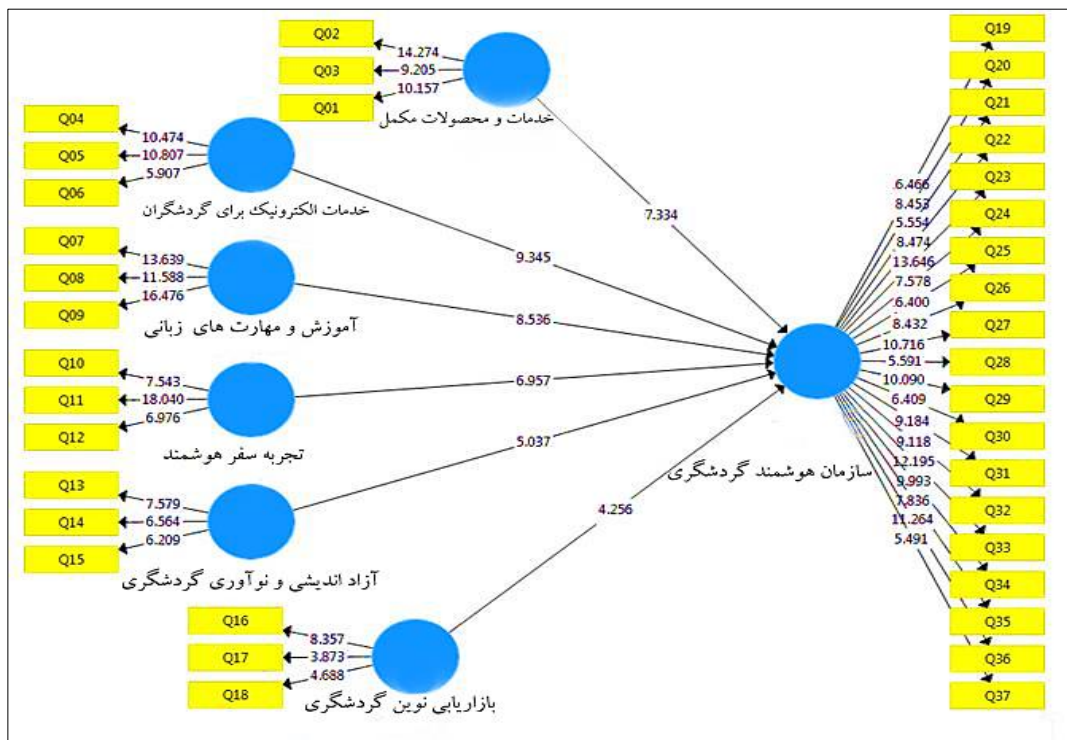 Q02
Q03
Q01
14.274
9.205
10.157
خدمات و محصولات مکمل
Q04
Q05
Q06
10.474
10.807
5.907
خدمات الکترونیک برای گردشگران
Q07
Q08
Q09
13.639
11.588
16.476
آموزش و مهارت های زبانی
Q10
Q11
Q12
7.543
18.040
6.976
تجربه سفر هوشمند
Q13
Q14
Q15
7.579
6.564
6.209
آزاد اندیشی و نوآوری گردشگری
Q16
Q17
Q18
8.357
3.873
4.688
بازاریابی نوین گردشگری
7.334
9.345
8.536
6.957
5.037
4.256
سازمان هوشمند گردشگری
6.466
8.453
5.554
8.474
13.646
7.578
6.400
8.432
10.716
5.591
10.090
6.409
9.184
9.118
12.195
9.993
7.836
11.264
5.491
Q19
Q20
Q21
Q22
Q23
Q24
Q25
Q26
Q27
Q28
Q29
Q30
Q31
Q32
Q33
Q34
Q35
Q36
Q37